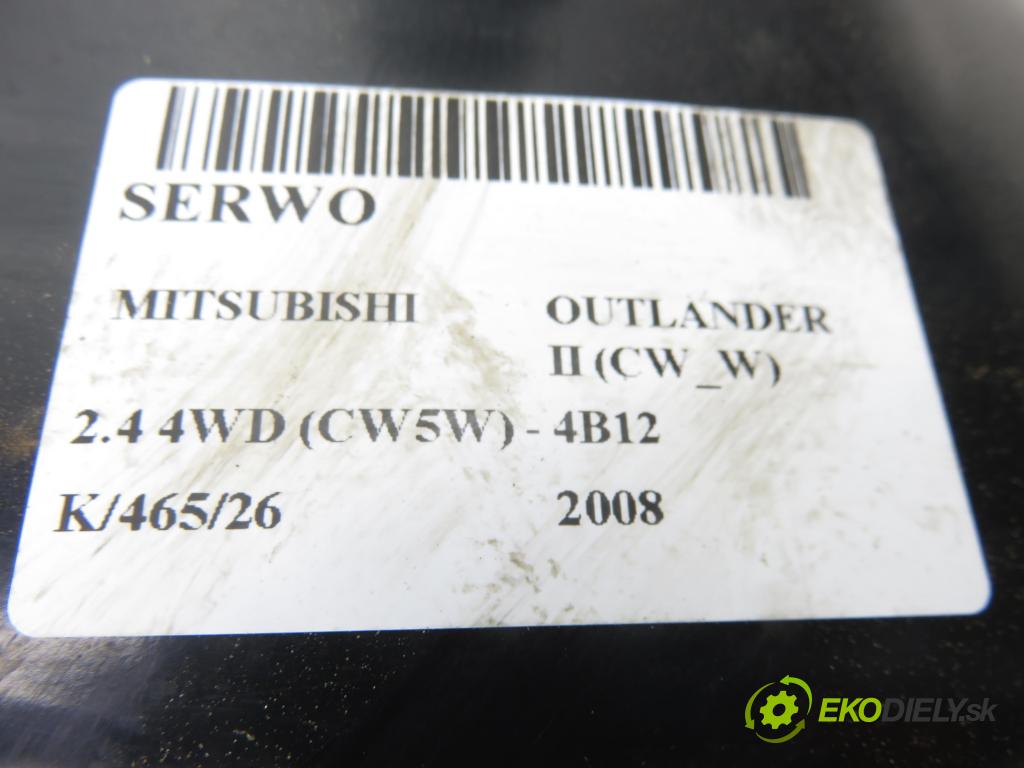 SERWO
MITSUBISHI OUTLANDER
II (CW_W)
2.4 4WD (CW5W) - 4B12
K/465/26 2008
EKODIELY.sk